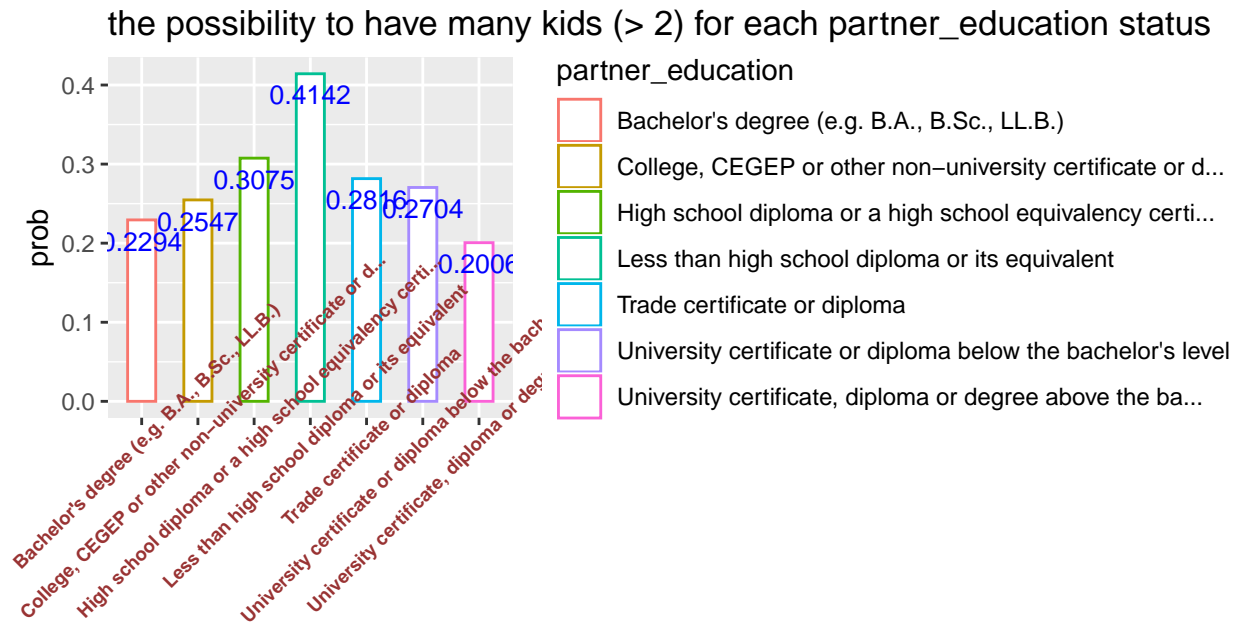 the possibility to have many kids (> 2) for each partner_education status
prob
0.4
0.3
0.2
0.1
0.0
0.2294
0.2547
0.3075
0.4142
0.2816
0.2704
0.2006
Bachelor's degree (e.g. B.A., B.Sc., LL.B.)
College, CEGEP or other non−university certificate or d...
High school diploma or a high school equivalency certi...
Less than high school diploma or its equivalent
Trade certificate or diploma
University certificate or diploma below the bach
University certificate, diploma or deg
partner_education
Bachelor's degree (e.g. B.A., B.Sc., LL.B.)
College, CEGEP or other non−university certificate or d...
High school diploma or a high school equivalency certi...
Less than high school diploma or its equivalent
Trade certificate or diploma
University certificate or diploma below the bachelor's level
University certificate, diploma or degree above the ba...